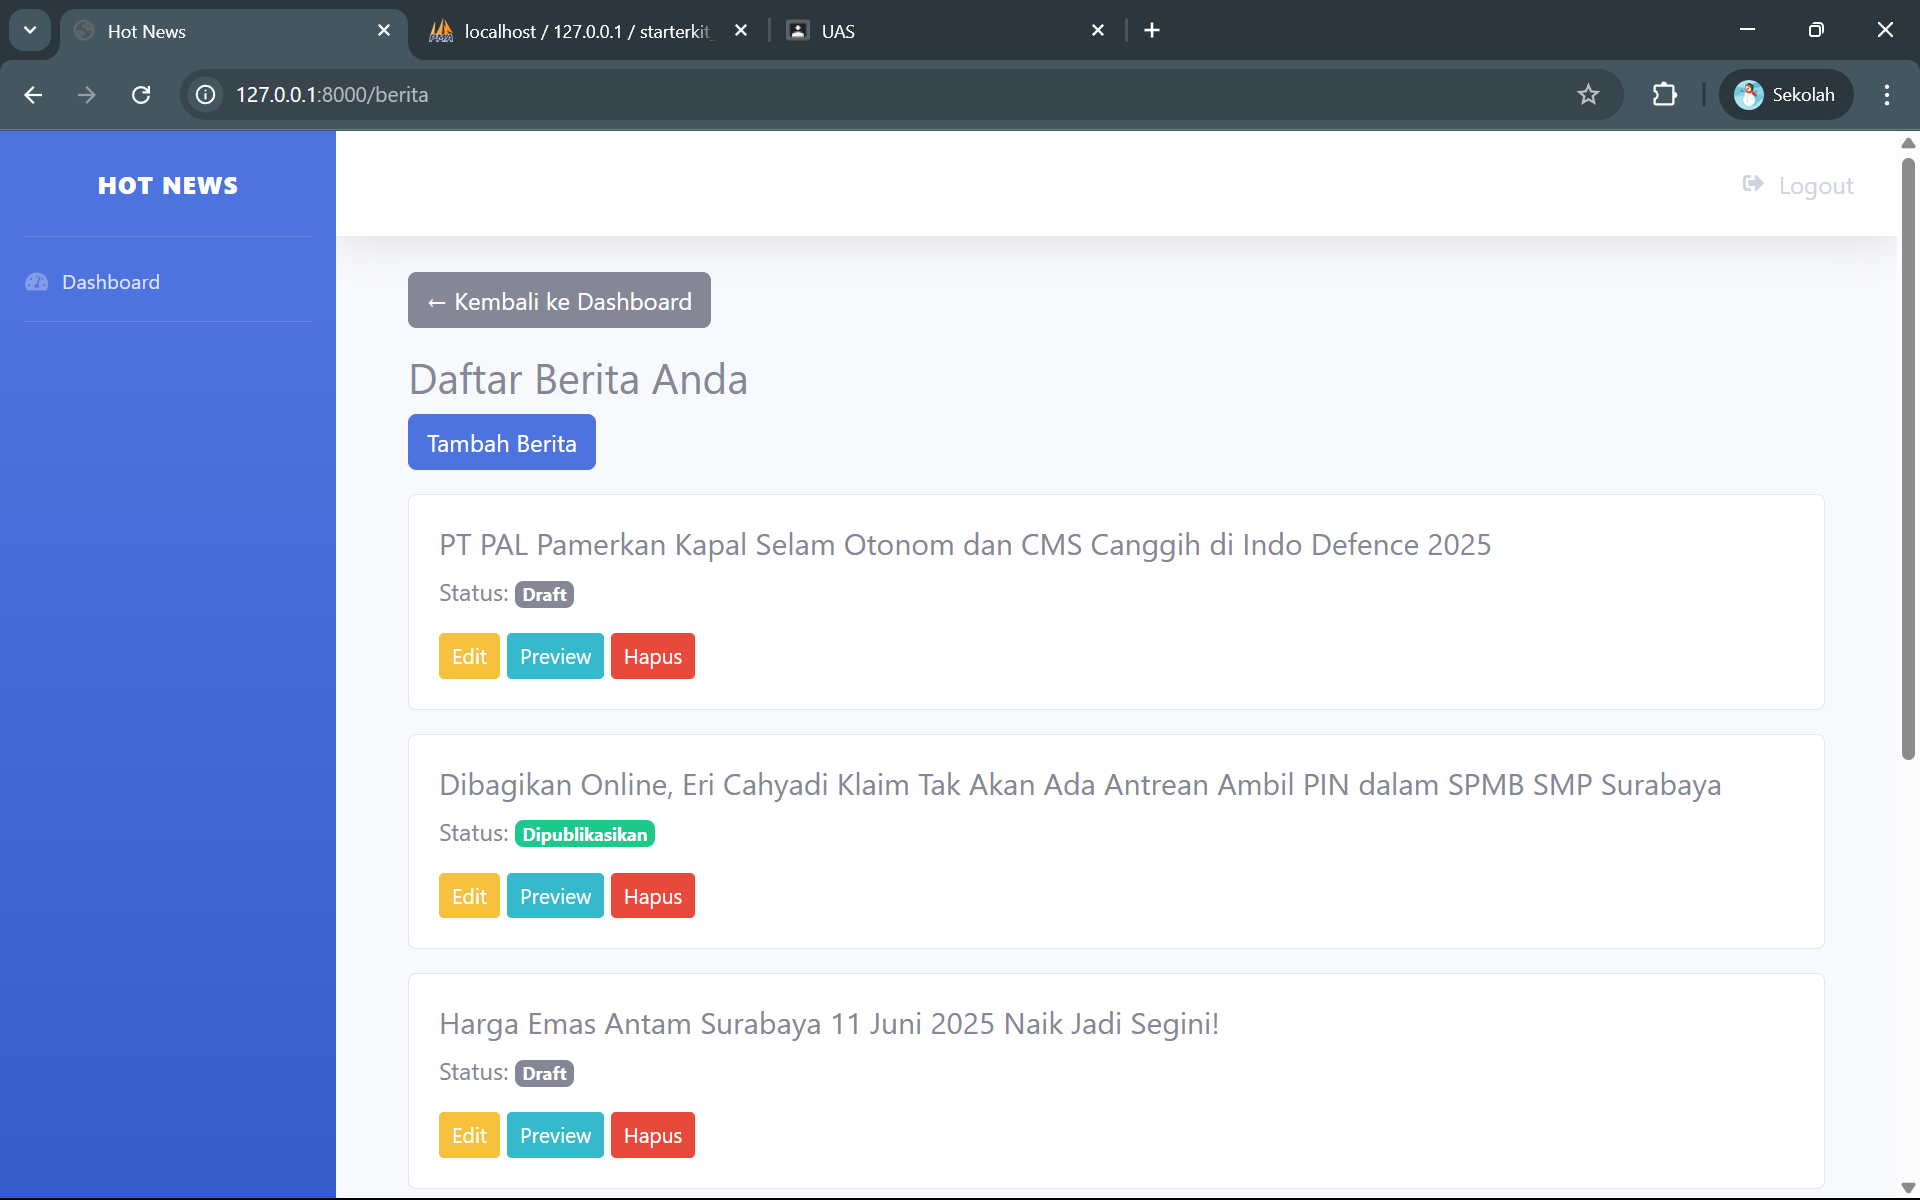 Hot News
localhost / 127.0.0.1 / starterkit_
UAS
127.0.0.1:8000/berita
Sekolah
HOT NEWS
Logout
Dashboard
← Kembali ke Dashboard
Daftar Berita Anda
Tambah Berita
PT PAL Pamerkan Kapal Selam Otonom dan CMS Canggih di Indo Defence 2025
Status: Draft
Edit Preview Hapus
Dibagikan Online, Eri Cahyadi Klaim Tak Akan Ada Antrean Ambil PIN dalam SPMB SMP Surabaya
Status: Dipublikasikan
Edit Preview Hapus
Harga Emas Antam Surabaya 11 Juni 2025 Naik Jadi Segini!
Status: Draft
Edit Preview Hapus